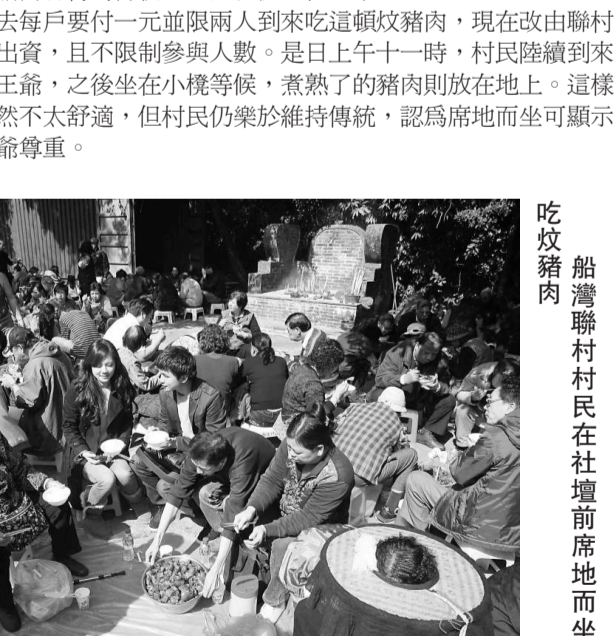 去每戶要付一元並限兩人到來吃這頓炆豬肉,現在改由聯村
出資,且不限制參與人數。是日上午十一時,村民陸續到來
王爺,之後坐在小櫈等候,煮熟了的豬肉則放在地上。這樣
然不太舒適,但村民仍樂於維持傳統,認爲席地而坐可顯示
爺尊重。
船灣聯村村民在社壇前席地而坐
吃炆豬肉